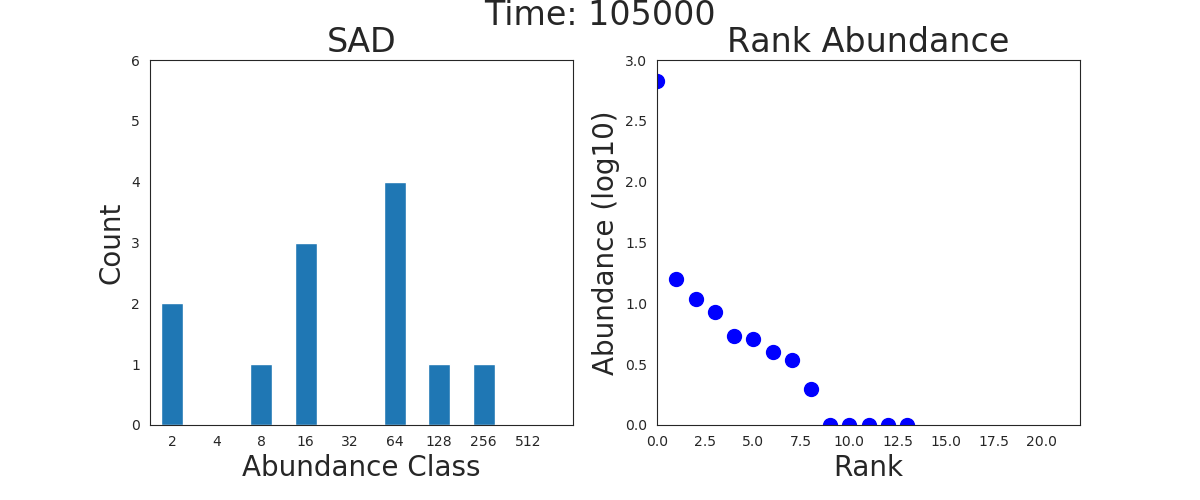 Time: 105000
SAD
6
5
4
3
2
1
0
Count
2 4 8 16 32 64 128 256 512
Abundance Class
Rank Abundance
3.0
2.5
2.0
1.5
1.0
0.5
0.0
Abundance (log10)
0.0 2.5 5.0 7.5 10.0 12.5 15.0 17.5 20.0
Rank